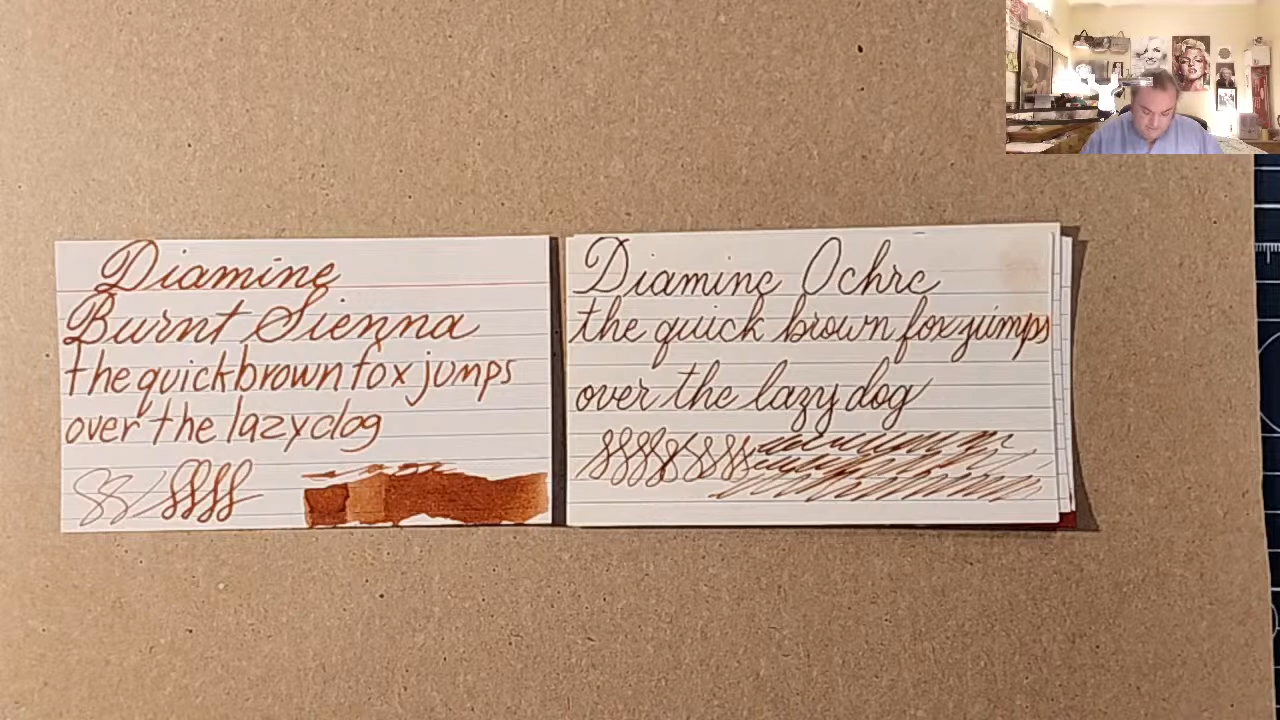 Diamine
Burnt Sienna
the quick brown fox jumps
over the lazy dog
Diamine Ochre
the quick brown fox jumps
over the lazy dog